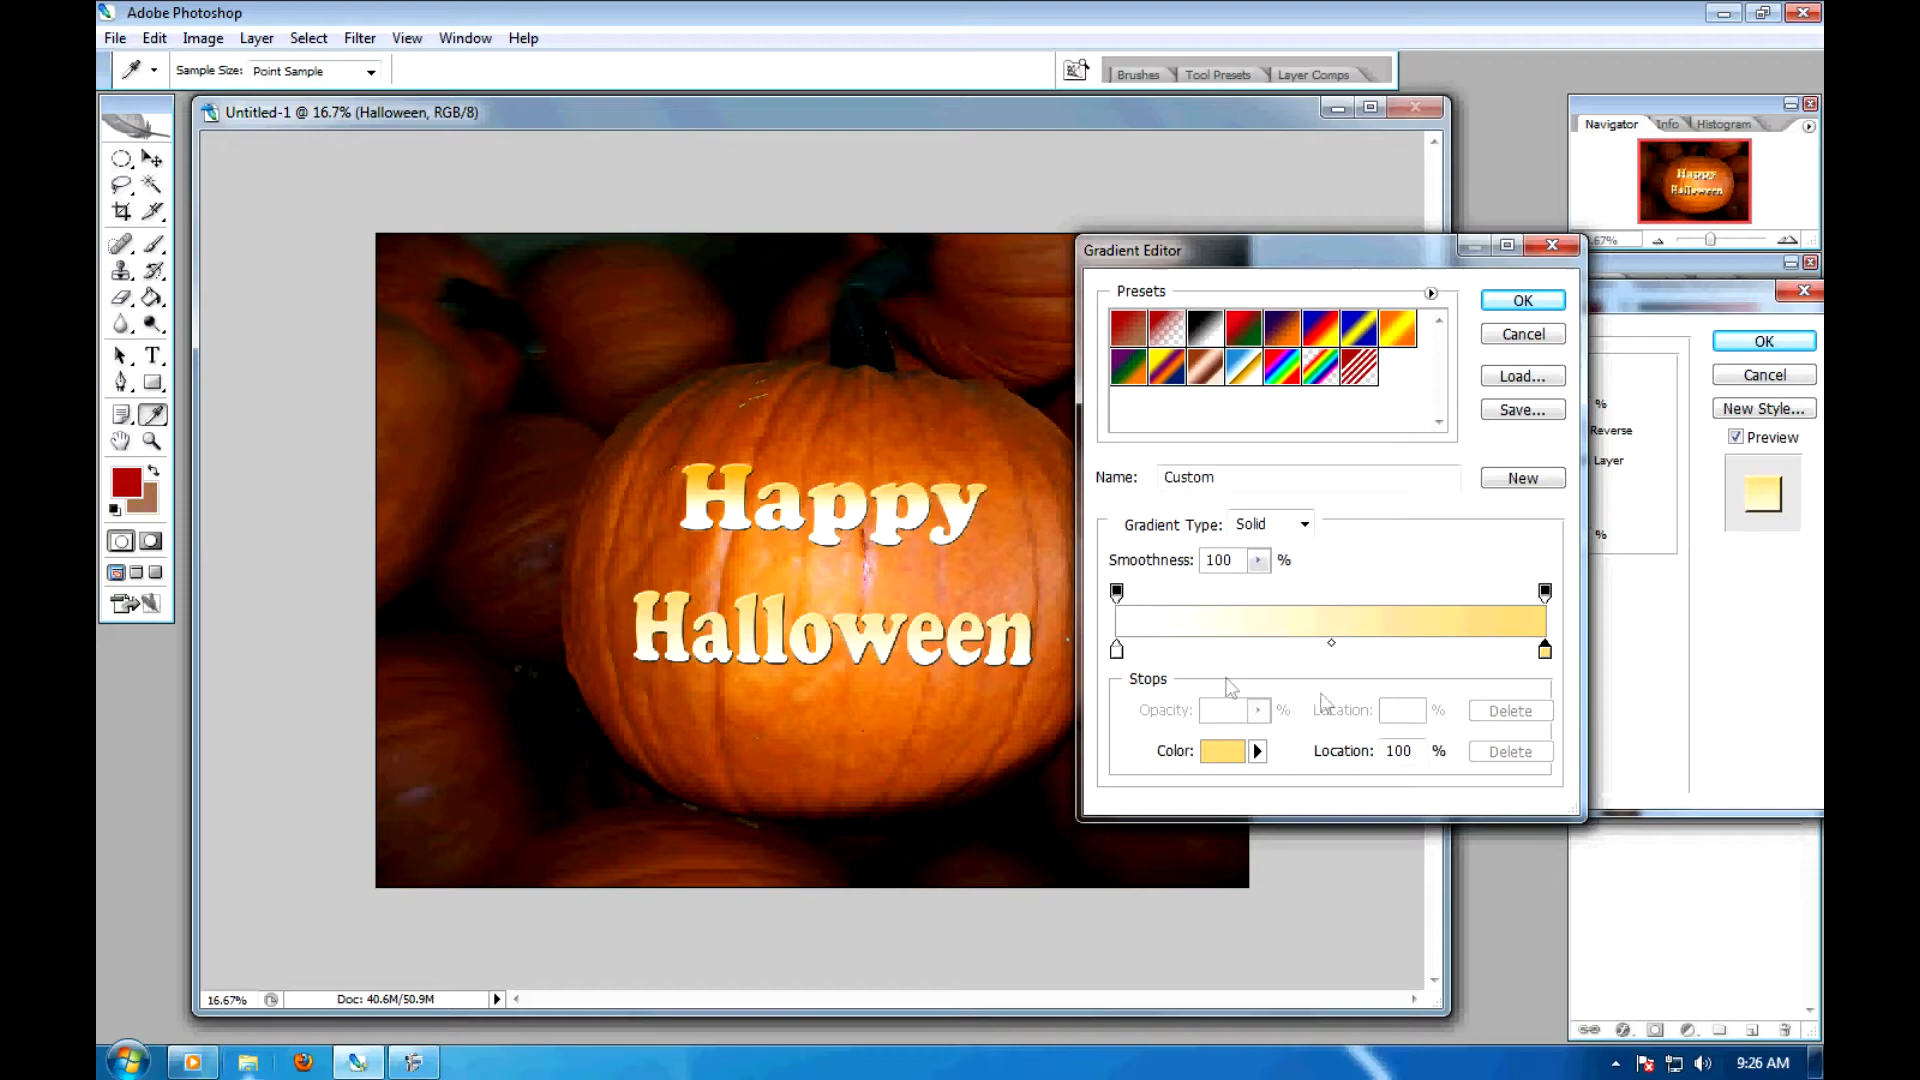 Adobe Photoshop
File Edit Image Layer Select Filter View Window Help
Sample Size: Point Sample
Brushes Tool Presets Layer Comps
Untitled-1 @ 16.7% (Halloween, RGB/8)
Navigator Info Histogram
Happy
Halloween
.67%
Gradient Editor
Presets
OK
Cancel
Load...
Save...
Name: Custom
New
Gradient Type: Solid
Smoothness: 100 %
Stops
Opacity: % Location: % Delete
Color: Location: 100 % Delete
OK
Cancel
New Style...
Preview
%
Reverse
Layer
%
Happy
Halloween
16.67% Doc: 40.6M/50.9M
9:26 AM